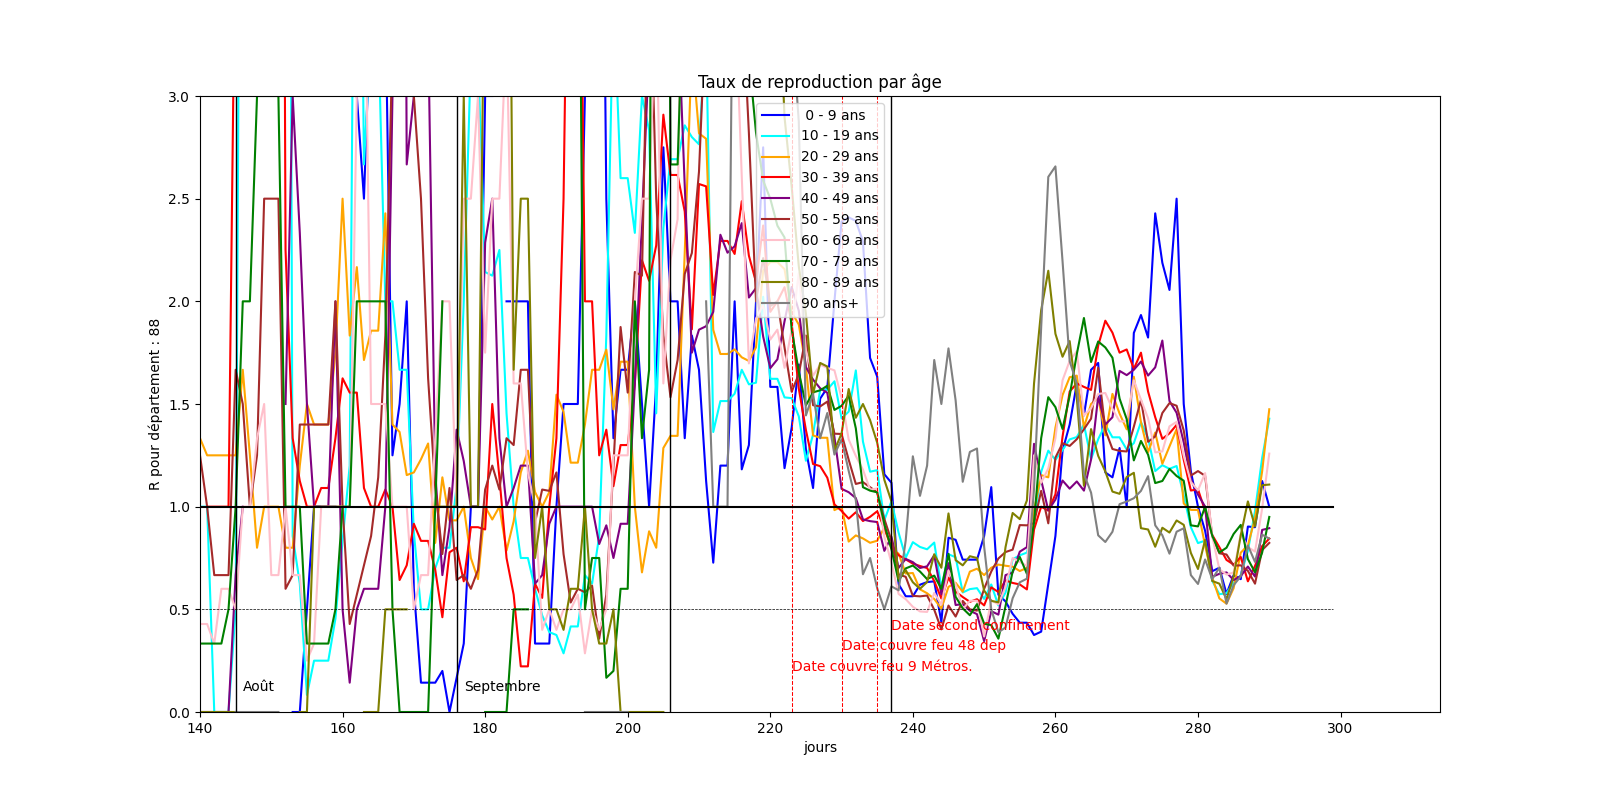 Taux de reproduction par âge
R pour département : 88
3.0
2.5
2.0
1.5
1.0
0.5
0.0
0 - 9 ans
10 - 19 ans
20 - 29 ans
30 - 39 ans
40 - 49 ans
50 - 59 ans
60 - 69 ans
70 - 79 ans
80 - 89 ans
90 ans+
Date second confinement
Date couvre feu 48 dep
Date couvre feu 9 Métros.
Août
Septembre
140 160 180 200 220 240 260 280 300
jours